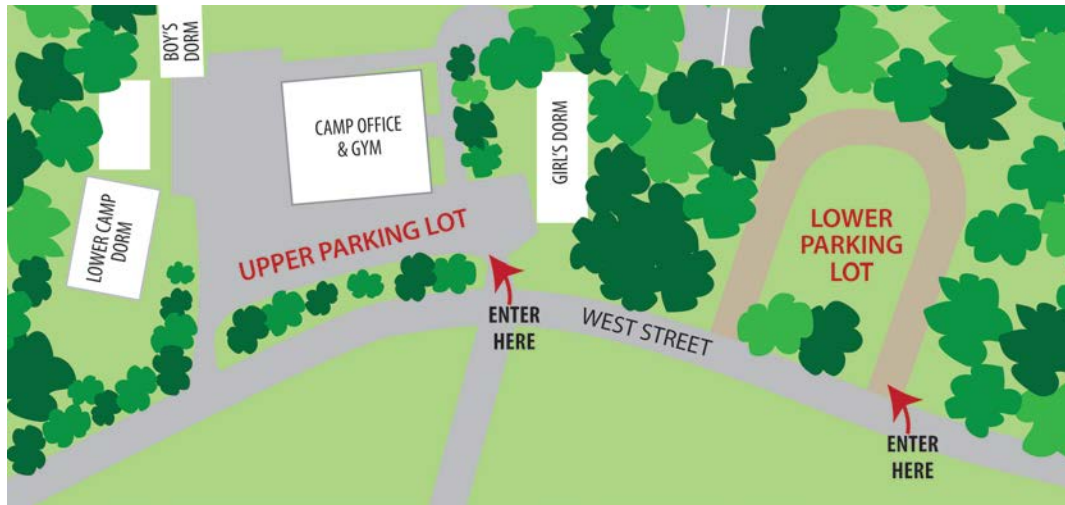 BOY'S
DORM
CAMP OFFICE
& GYM
GIRL'S DORM
LOWER CAMP
DORM
UPPER PARKING LOT
LOWER
PARKING
LOT
ENTER
HERE
WEST STREET
ENTER
HERE